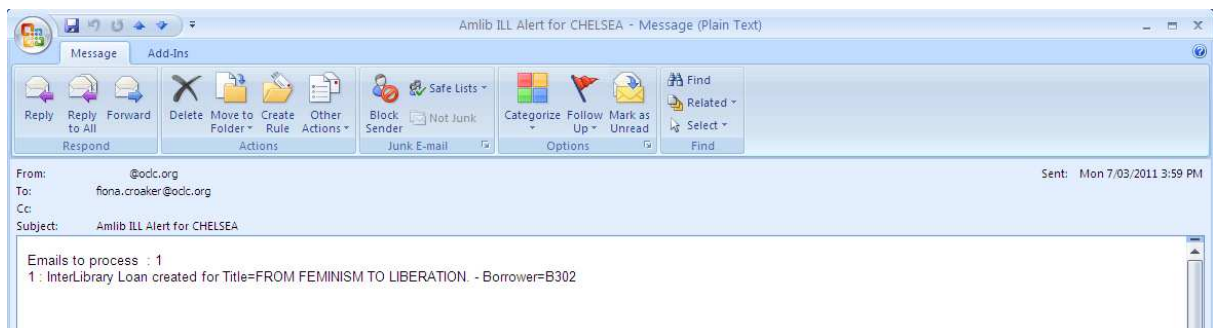 Amlib ILL Alert for CHELSEA - Message (Plain Text)
Message Add-Ins
Reply Reply to All Forward
Respond
Delete Move to Folder Create Rule Other Actions
Actions
Block Sender Safe Lists Not Junk
Junk E-mail
Categorize Follow Up Mark as Unread
Options
Find Related Select
Find
From: @oclc.org Sent: Mon 7/03/2011 3:59 PM
To: fiona.croaker@oclc.org
Cc:
Subject: Amlib ILL Alert for CHELSEA
Emails to process : 1
1 : InterLibrary Loan created for Title=FROM FEMINISM TO LIBERATION. - Borrower=B302